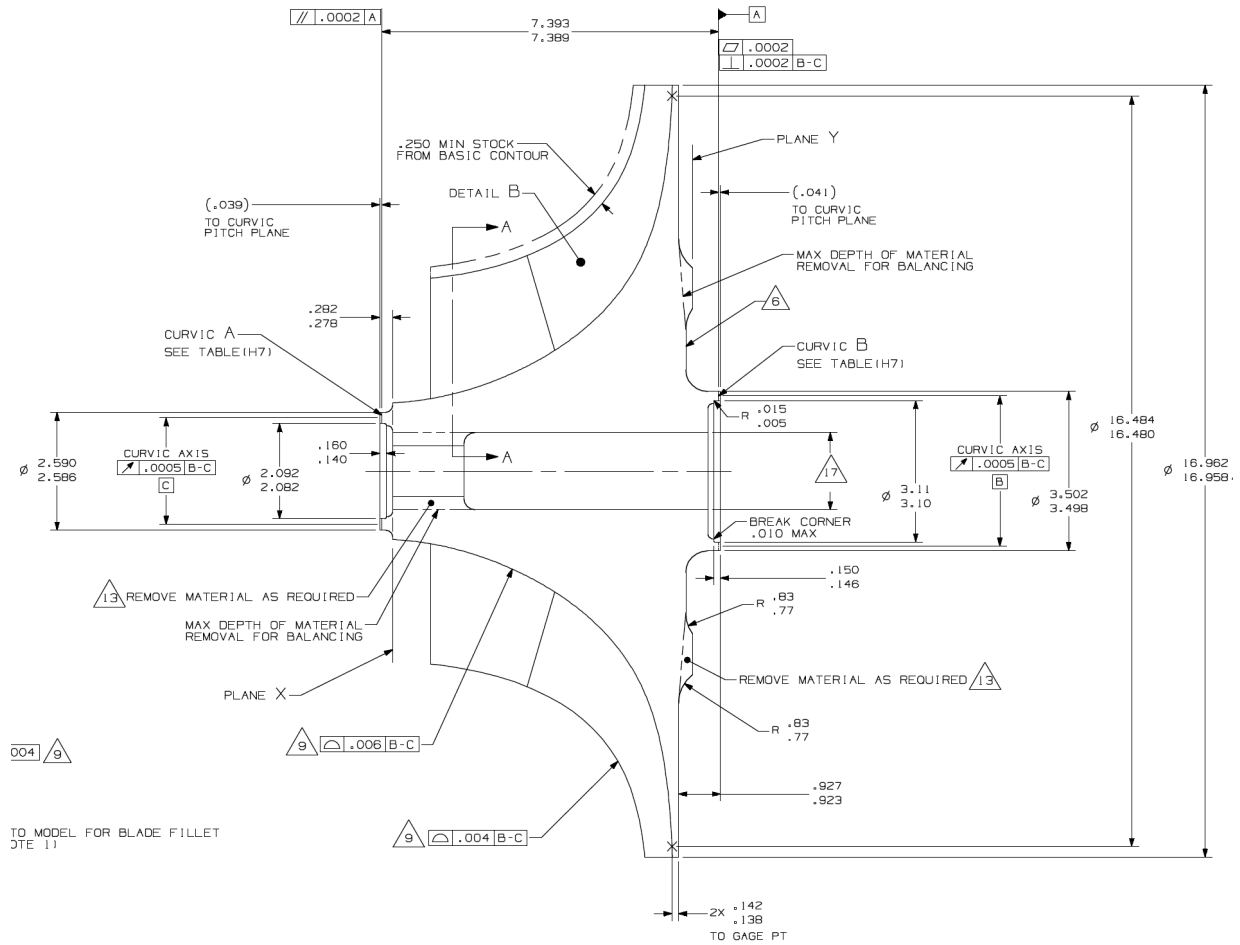 // .0002 A
7.393
7.389
A
⏥ .0002
⊥ .0002 B-C
.250 MIN STOCK
FROM BASIC CONTOUR
PLANE Y
DETAIL B
(.039)
TO CURVIC
PITCH PLANE
(.041)
TO CURVIC
PITCH PLANE
A
MAX DEPTH OF MATERIAL
REMOVAL FOR BALANCING
6
.282
.278
CURVIC A
SEE TABLE(H7)
CURVIC B
SEE TABLE(H7)
R .015
.005
⌀ 16.484
16.480
⌀ 16.962
16.958
⌀ 2.590
2.586
CURVIC AXIS
↗ .0005 B-C
C
⌀ 2.092
2.082
.160
.140
A
17
⌀ 3.11
3.10
CURVIC AXIS
↗ .0005 B-C
B
⌀ 3.502
3.498
BREAK CORNER
.010 MAX
.150
.146
13 REMOVE MATERIAL AS REQUIRED
MAX DEPTH OF MATERIAL
REMOVAL FOR BALANCING
R .83
.77
PLANE X
REMOVE MATERIAL AS REQUIRED 13
R .83
.77
9 ⌓ .006 B-C
004 9
.927
.923
TO MODEL FOR BLADE FILLET
OTE 1)
9 ⌓ .004 B-C
2X .142
.138
TO GAGE PT